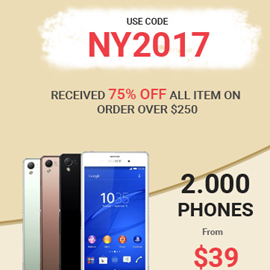 USE CODE
NY2017
RECEIVED 75% OFF ALL ITEM ON
ORDER OVER $250
2.000
PHONES
From
$39